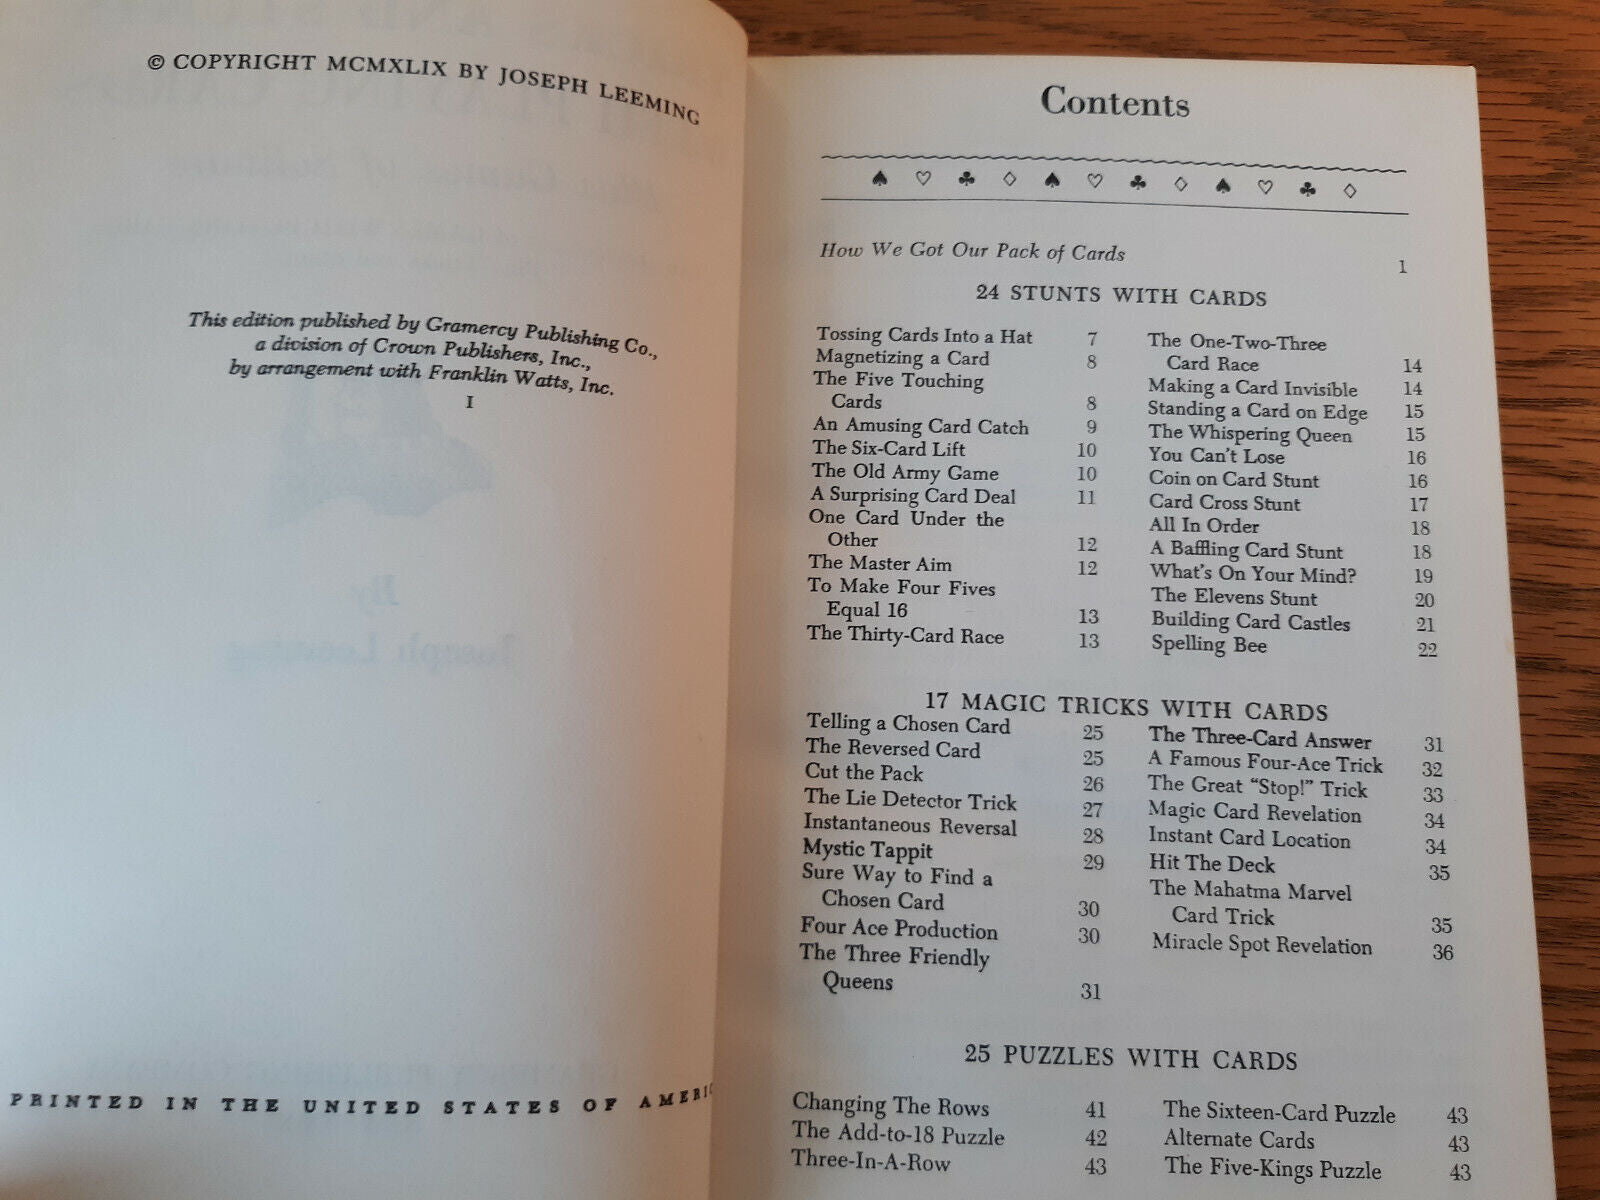 © COPYRIGHT MCMXLIX BY JOSEPH LEEMING
This edition published by Gramercy Publishing Co.,
a division of Crown Publishers, Inc.,
by arrangement with Franklin Watts, Inc.
I
By
Joseph Leeming
PRINTED IN THE UNITED STATES OF AMERIC
Contents
♠ ♡ ♣ ♢ ♠ ♡ ♣ ♢ ♠ ♡ ♣ ♢
How We Got Our Pack of Cards 1
24 STUNTS WITH CARDS
Tossing Cards Into a Hat 7
Magnetizing a Card 8
The Five Touching
Cards 8
An Amusing Card Catch 9
The Six-Card Lift 10
The Old Army Game 10
A Surprising Card Deal 11
One Card Under the
Other 12
The Master Aim 12
To Make Four Fives
Equal 16 13
The Thirty-Card Race 13
The One-Two-Three
Card Race 14
Making a Card Invisible 14
Standing a Card on Edge 15
The Whispering Queen 15
You Can't Lose 16
Coin on Card Stunt 16
Card Cross Stunt 17
All In Order 18
A Baffling Card Stunt 18
What's On Your Mind? 19
The Elevens Stunt 20
Building Card Castles 21
Spelling Bee 22
17 MAGIC TRICKS WITH CARDS
Telling a Chosen Card 25
The Reversed Card 25
Cut the Pack 26
The Lie Detector Trick 27
Instantaneous Reversal 28
Mystic Tappit 29
Sure Way to Find a
Chosen Card 30
Four Ace Production 30
The Three Friendly
Queens 31
The Three-Card Answer 31
A Famous Four-Ace Trick 32
The Great "Stop!" Trick 33
Magic Card Revelation 34
Instant Card Location 34
Hit The Deck 35
The Mahatma Marvel
Card Trick 35
Miracle Spot Revelation 36
25 PUZZLES WITH CARDS
Changing The Rows 41
The Add-to-18 Puzzle 42
Three-In-A-Row 43
The Sixteen-Card Puzzle 43
Alternate Cards 43
The Five-Kings Puzzle 43